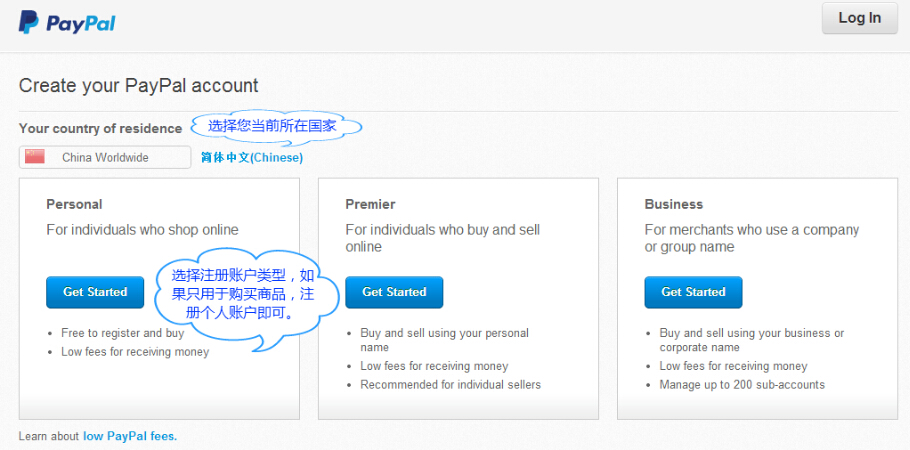 PayPal
Log In
Create your PayPal account
Your country of residence
选择您当前所在国家
China Worldwide
简体中文(Chinese)
Personal
For individuals who shop online
Get Started
选择注册账户类型，如
果只用于购买商品，注
册个人账户即可。
Free to register and buy
Low fees for receiving money
Premier
For individuals who buy and sell
online
Get Started
Buy and sell using your personal
name
Low fees for receiving money
Recommended for individual sellers
Business
For merchants who use a company
or group name
Get Started
Buy and sell using your business or
corporate name
Low fees for receiving money
Manage up to 200 sub-accounts
Learn about low PayPal fees.